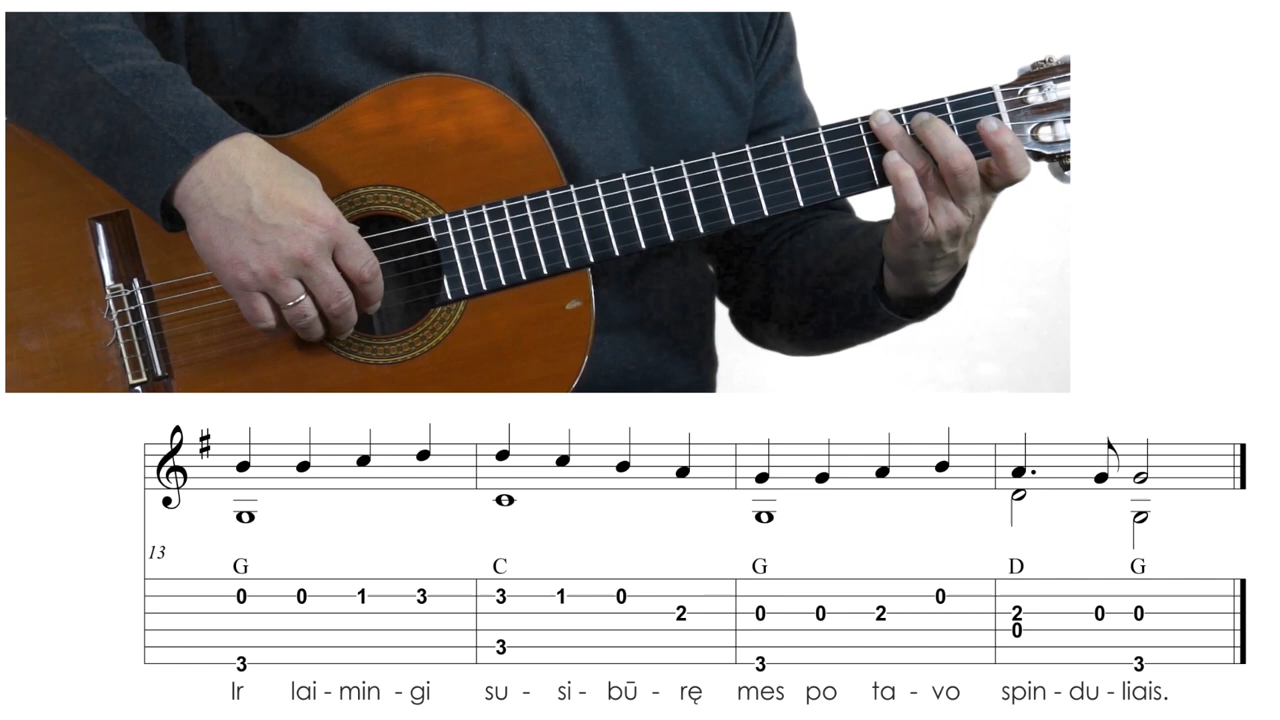 13
G C G D G
0 0 1 3 3 1 0 0
2 0 0 2 2 0 0
0
3
3 3 3
Ir lai - min - gi su - si - bū - rę mes po ta - vo spin - du - liais.